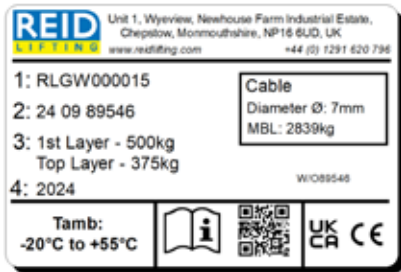 REID
LIFTING
Unit 1, Wyeview, Newhouse Farm Industrial Estate,
Chepstow, Monmouthshire, NP16 6UD, UK
www.reidlifting.com +44 (0) 1291 620 796
1: RLGW000015
2: 24 09 89546
3: 1st Layer - 500kg
Top Layer - 375kg
4: 2024
Cable
Diameter Ø: 7mm
MBL: 2839kg
W/O89546
Tamb:
-20°C to +55°C
i
UK
CA
CE